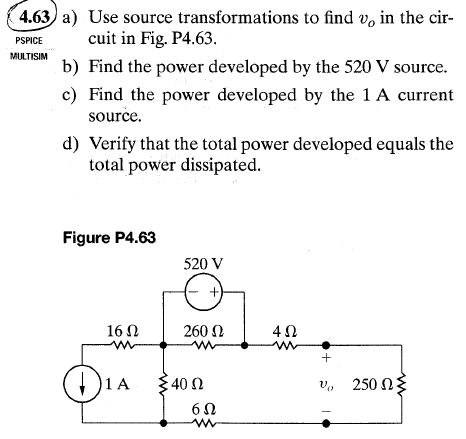 4.63 a) Use source transformations to find vₒ in the cir-
PSPICE cuit in Fig. P4.63.
MULTISIM
b) Find the power developed by the 520 V source.
c) Find the power developed by the 1 A current
source.
d) Verify that the total power developed equals the
total power dissipated.
Figure P4.63
520 V
− +
16 Ω 260 Ω 4 Ω
+
1 A 40 Ω vₒ 250 Ω
6 Ω −